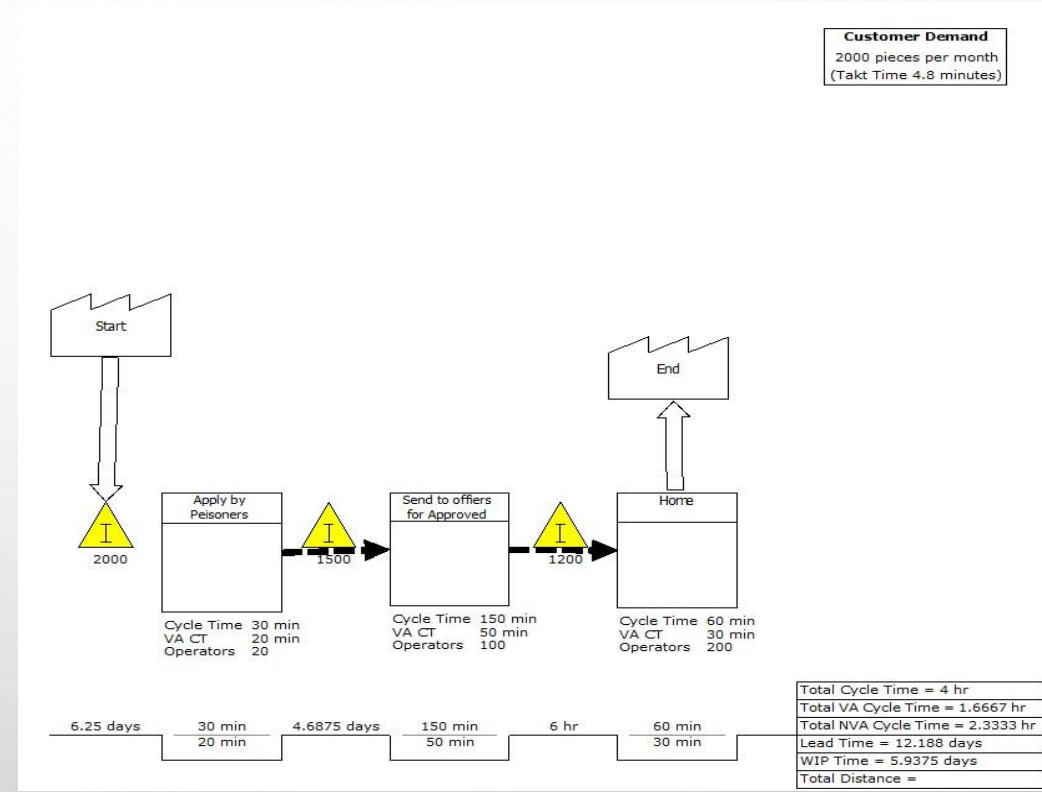 Customer Demand
2000 pieces per month
(Takt Time 4.8 minutes)
Start
End
I
2000
Apply by
Peisoners
I
1500
Send to offiers
for Approved
I
1200
Home
Cycle Time 30 min
VA CT 20 min
Operators 20
Cycle Time 150 min
VA CT 50 min
Operators 100
Cycle Time 60 min
VA CT 30 min
Operators 200
6.25 days
30 min
20 min
4.6875 days
150 min
50 min
6 hr
60 min
30 min
Total Cycle Time = 4 hr
Total VA Cycle Time = 1.6667 hr
Total NVA Cycle Time = 2.3333 hr
Lead Time = 12.188 days
WIP Time = 5.9375 days
Total Distance =